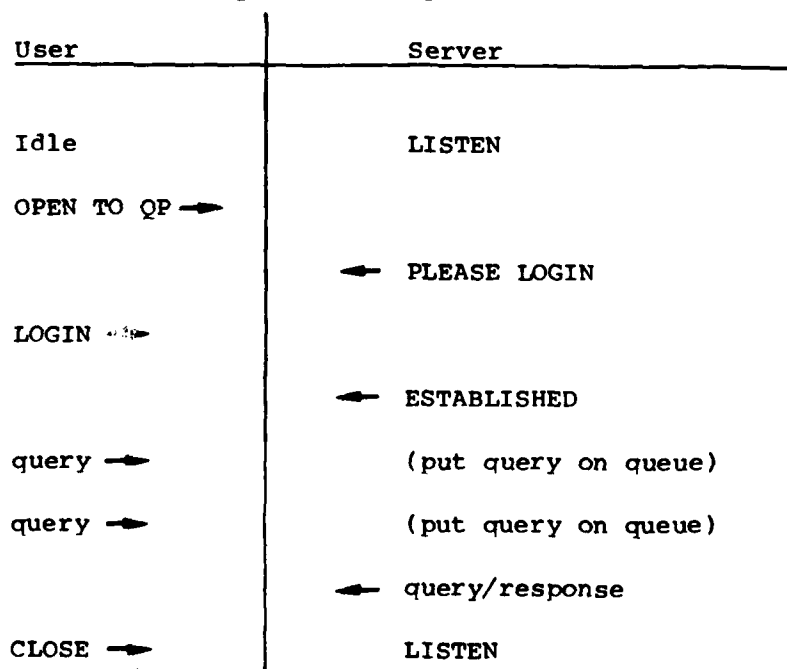 User Server
Idle LISTEN
OPEN TO QP →
← PLEASE LOGIN
LOGIN →
← ESTABLISHED
query → (put query on queue)
query → (put query on queue)
← query/response
CLOSE → LISTEN